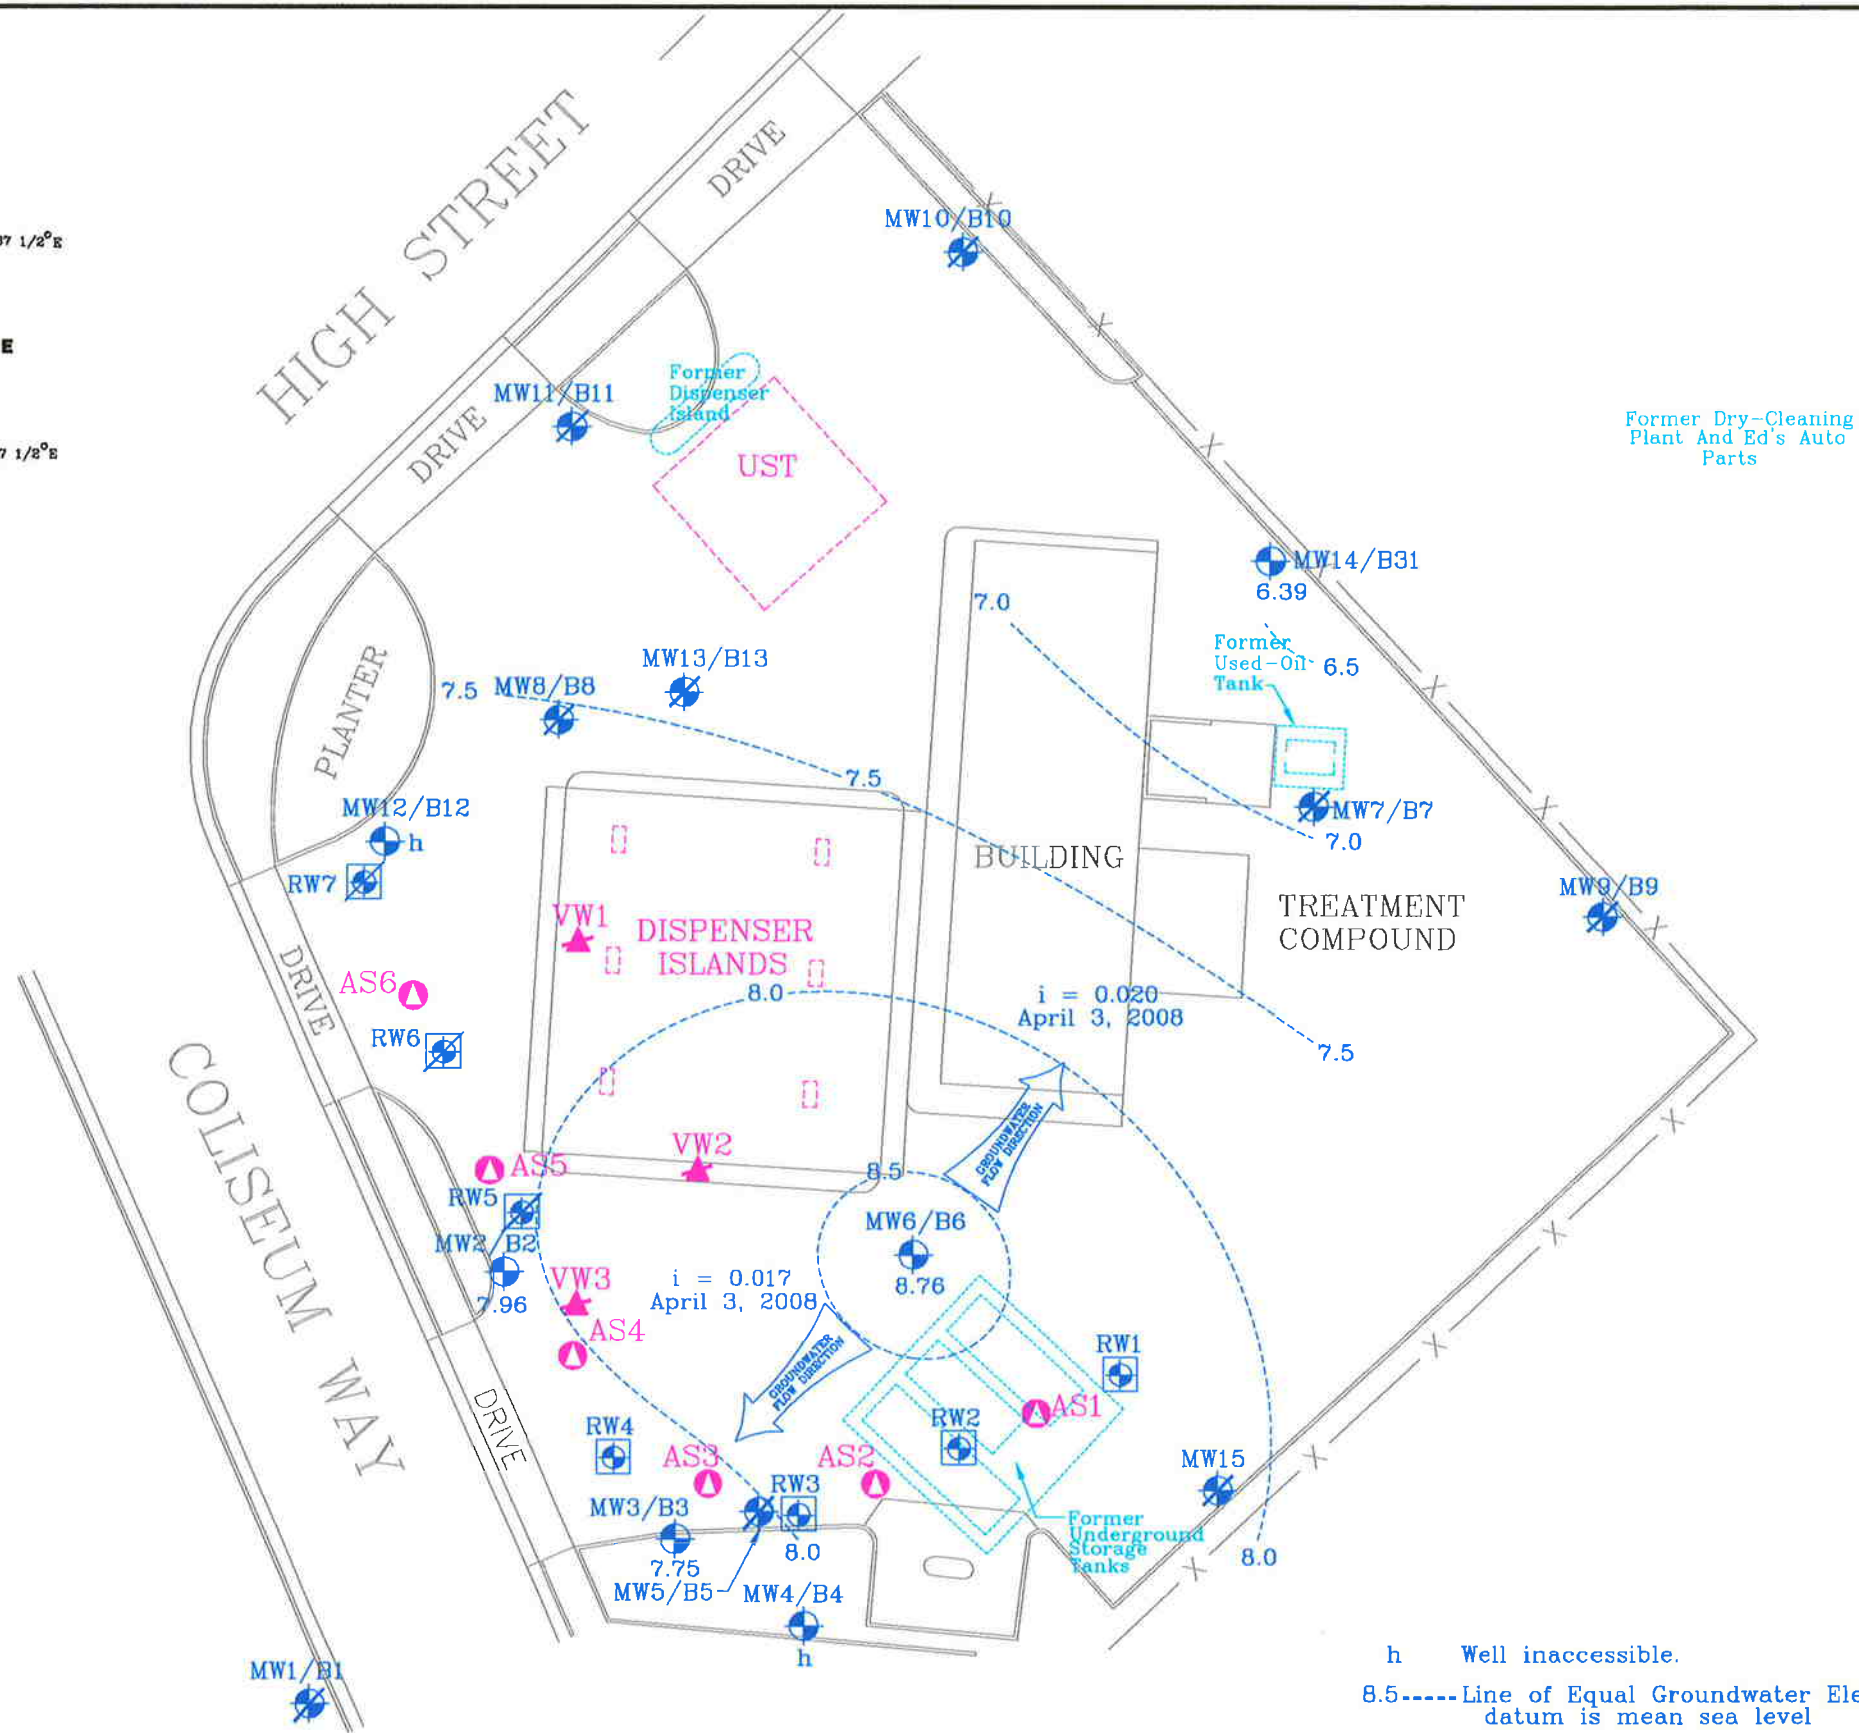 HIGH STREET
DRIVE
MW10/B10
37 1/2°E
E
7 1/2°E
MW11/B11
DRIVE
Former
Dispenser
Island
UST
Former Dry-Cleaning
Plant And Ed's Auto
Parts
MW14/B31
6.39
7.0
Former
Used-Oil
Tank
6.5
PLANTER
7.5
MW8/B8
MW13/B13
7.5
MW12/B12
h
RW7
MW7/B7
7.0
BUILDING
MW9/B9
TREATMENT
COMPOUND
VW1
DISPENSER
ISLANDS
DRIVE
AS6
8.0
i = 0.020
April 3, 2008
RW6
7.5
COLISEUM WAY
GROUNDWATER
FLOW DIRECTION
VW2
AS5
8.5
RW5
MW6/B6
8.76
MW2 B2
7.96
VW3
i = 0.017
April 3, 2008
AS4
GROUNDWATER
FLOW DIRECTION
RW1
DRIVE
AS1
RW2
RW4
AS3
AS2
MW15
RW3
MW3/B3
7.75
8.0
MW5/B5
MW4/B4
h
Former
Underground
Storage
Tanks
8.0
MW1/B1
h Well inaccessible.
8.5-----Line of Equal Groundwater Ele
datum is mean sea level